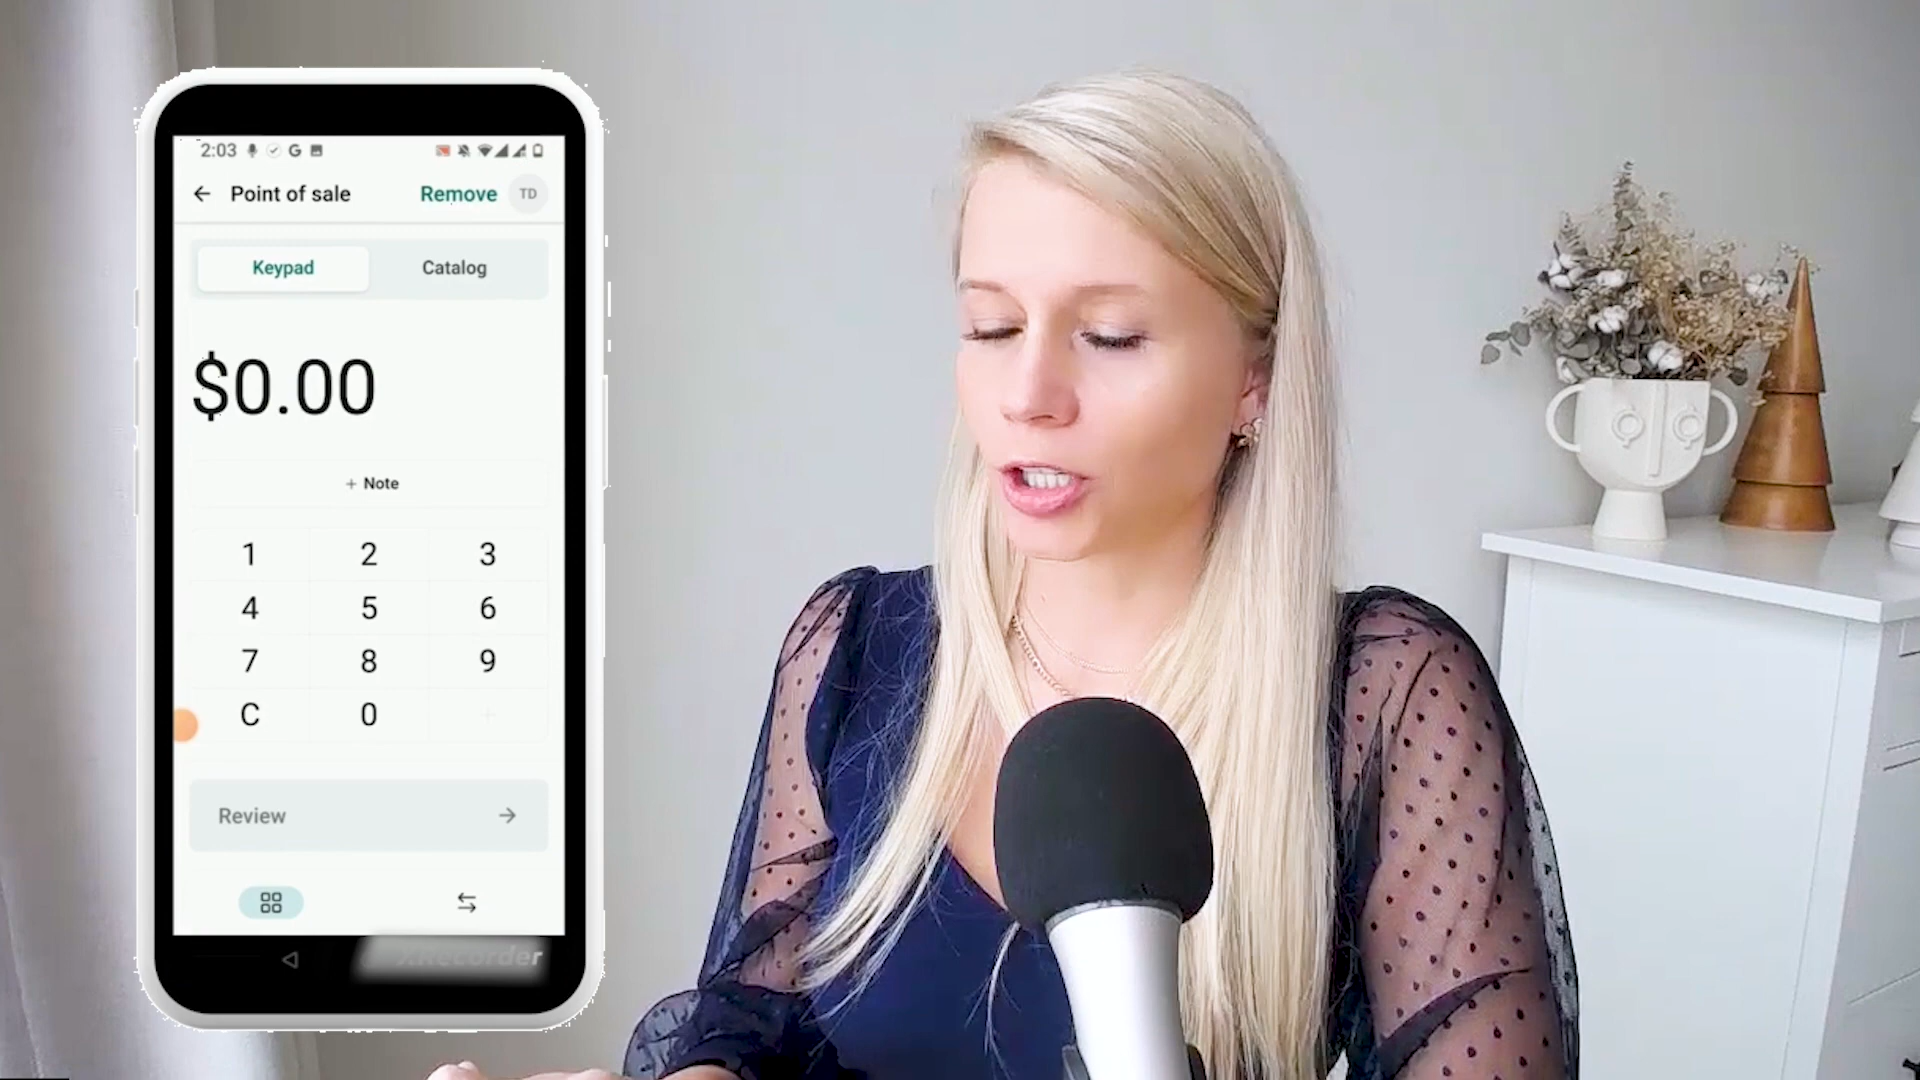 2:03 G
Point of sale Remove TD
Keypad Catalog
$0.00
+ Note
1 2 3
4 5 6
7 8 9
C 0 +
Review
XRecorder